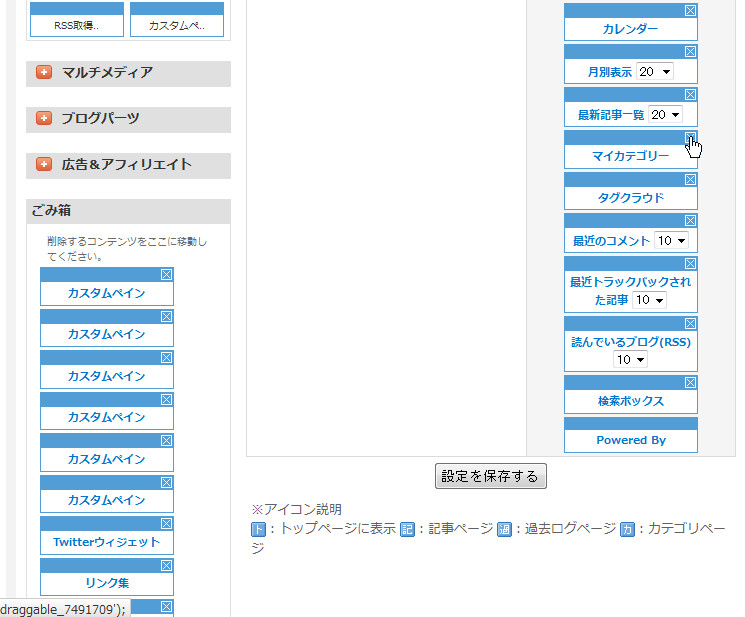 RSS取得..
カスタムペ..
マルチメディア
ブログパーツ
広告＆アフィリエイト
ごみ箱
削除するコンテンツをここに移動し
てください。
カスタムペイン
カスタムペイン
カスタムペイン
カスタムペイン
カスタムペイン
カスタムペイン
Twitterウィジェット
リンク集
draggable_7491709');
カレンダー
月別表示 20
最新記事一覧 20
マイカテゴリー
タグクラウド
最近のコメント 10
最近トラックバックされ
た記事 10
読んでいるブログ(RSS)
10
検索ボックス
Powered By
設定を保存する
※アイコン説明
ト：トップページに表示 記：記事ページ 過：過去ログページ カ：カテゴリペー
ジ